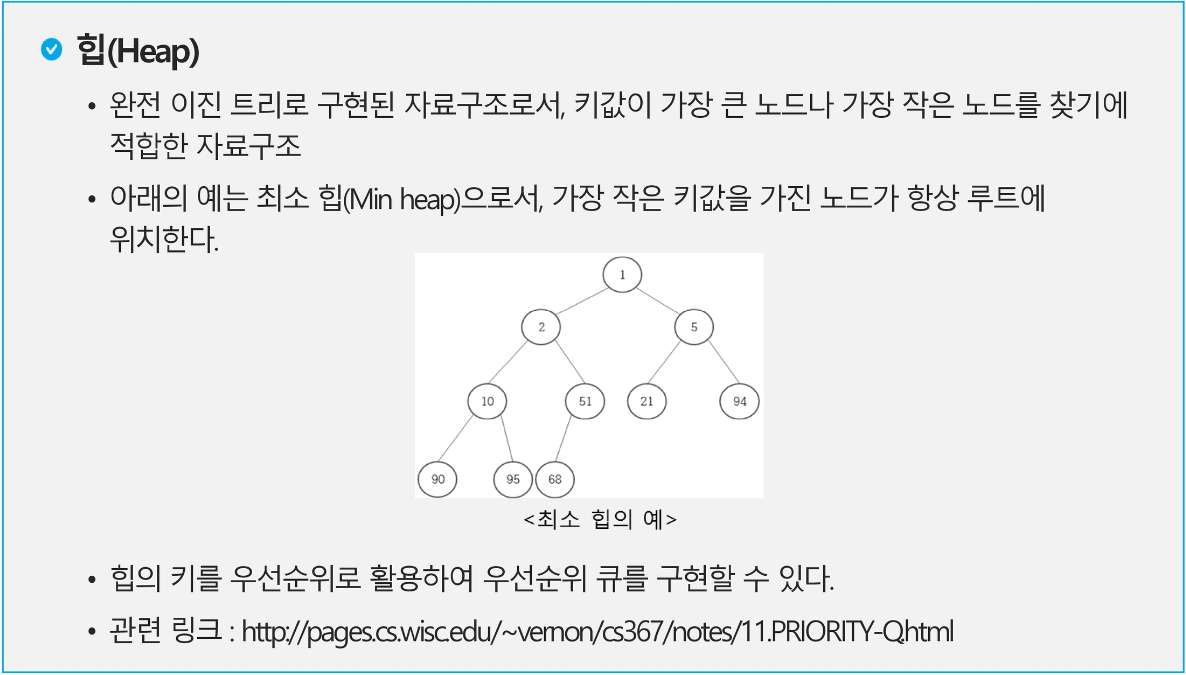 힙(Heap)
• 완전 이진 트리로 구현된 자료구조로서, 키값이 가장 큰 노드나 가장 작은 노드를 찾기에
적합한 자료구조
• 아래의 예는 최소 힙(Min heap)으로서, 가장 작은 키값을 가진 노드가 항상 루트에
위치한다.
1
2 5
10 51 21 94
90 95 68
<최소 힙의 예>
• 힙의 키를 우선순위로 활용하여 우선순위 큐를 구현할 수 있다.
• 관련 링크 : http://pages.cs.wisc.edu/~vernon/cs367/notes/11.PRIORITY-Q.html